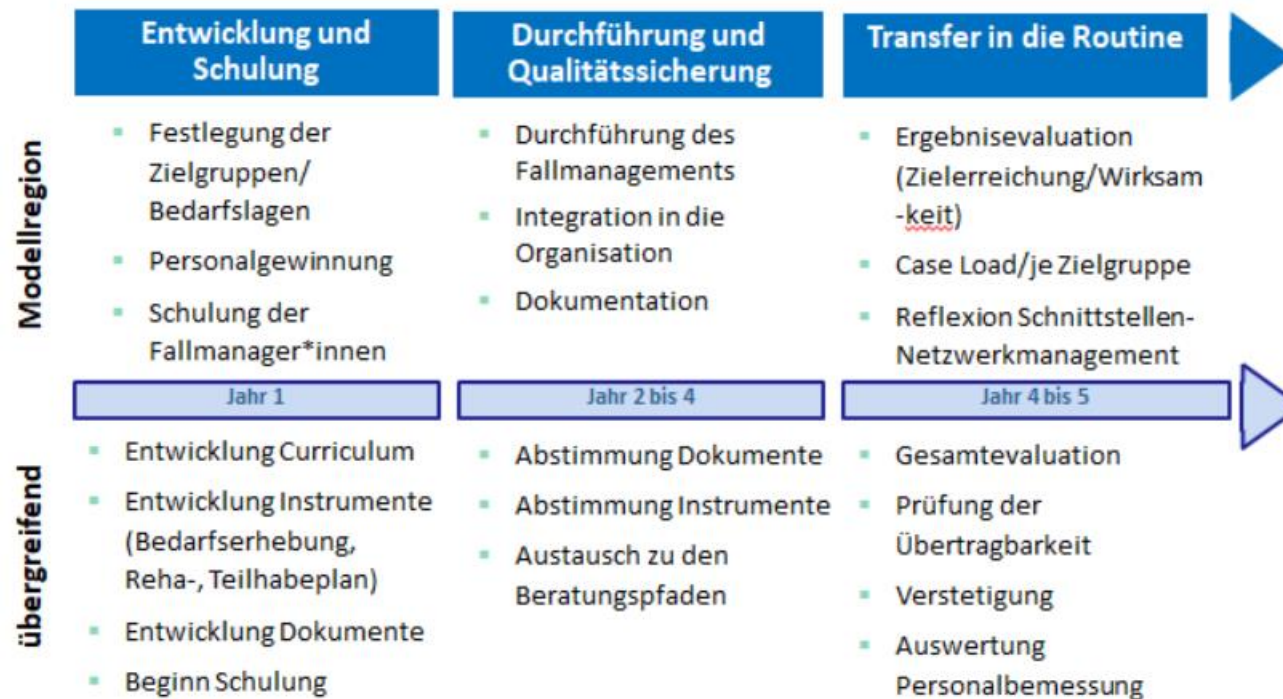 Entwicklung und
Schulung
Durchführung und
Qualitätssicherung
Transfer in die Routine
Modellregion
Festlegung der
Zielgruppen/
Bedarfslagen
Personalgewinnung
Schulung der
Fallmanager*innen
Durchführung des
Fallmanagements
Integration in die
Organisation
Dokumentation
Ergebnisevaluation
(Zielerreichung/Wirksam
-keit)
Case Load/je Zielgruppe
Reflexion Schnittstellen-
Netzwerkmanagement
Jahr 1
Jahr 2 bis 4
Jahr 4 bis 5
übergreifend
Entwicklung Curriculum
Entwicklung Instrumente
(Bedarfserhebung,
Reha-, Teilhabeplan)
Entwicklung Dokumente
Beginn Schulung
Abstimmung Dokumente
Abstimmung Instrumente
Austausch zu den
Beratungspfaden
Gesamtevaluation
Prüfung der
Übertragbarkeit
Verstetigung
Auswertung
Personalbemessung